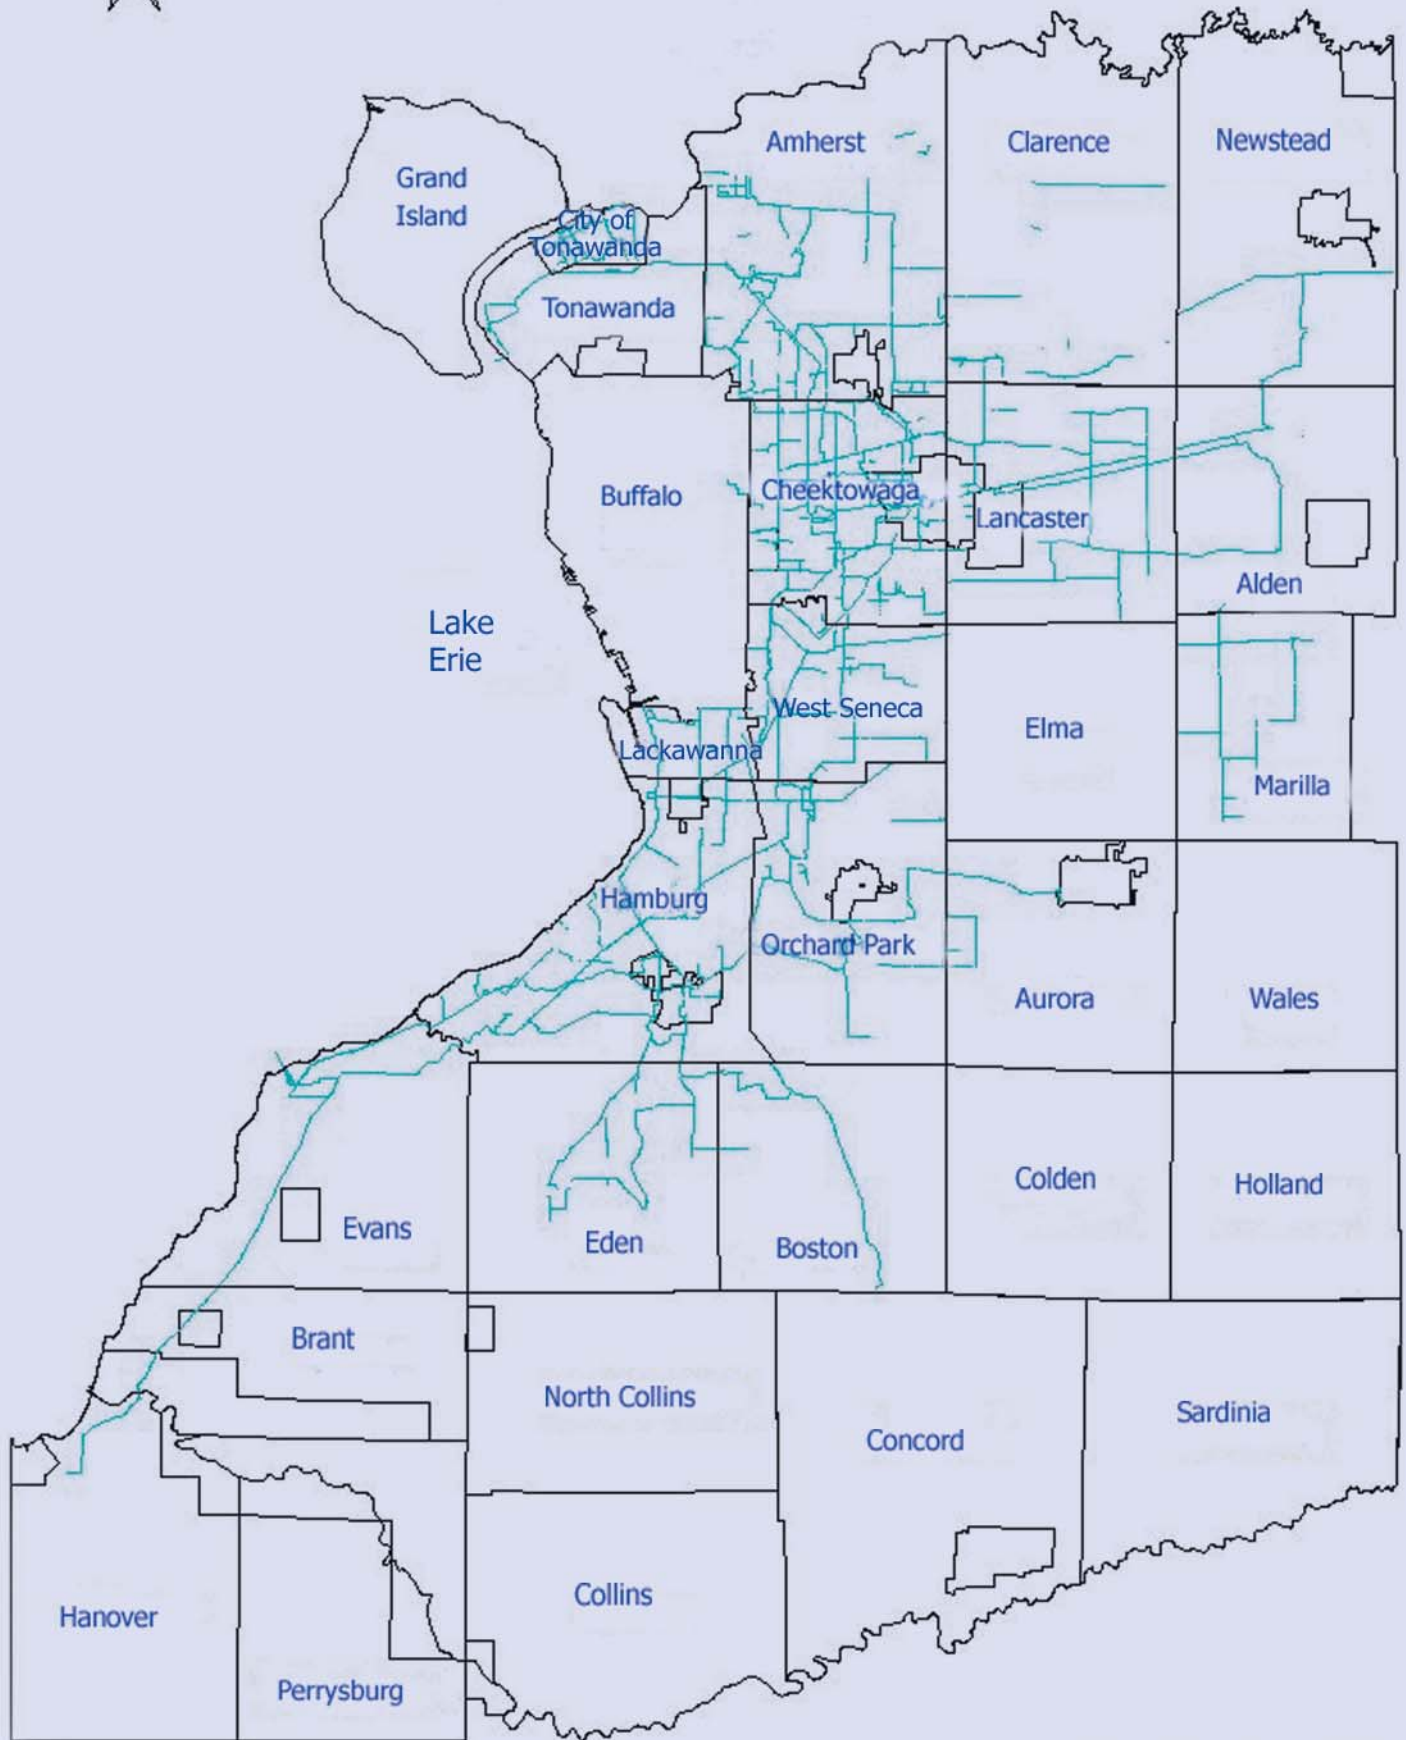 Amherst
Clarence
Newstead
Grand
Island
City of
Tonawanda
Tonawanda
Buffalo
Cheektowaga
Lancaster
Alden
Lake
Erie
West Seneca
Elma
Lackawanna
Marilla
Hamburg
Orchard Park
Aurora
Wales
Colden
Holland
Evans
Eden
Boston
Brant
North Collins
Sardinia
Concord
Collins
Hanover
Perrysburg